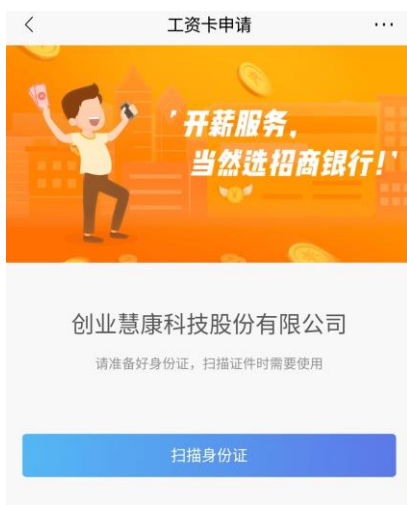 工资卡申请
‘开薪服务,
当然选招商银行!’
创业慧康科技股份有限公司
请准备好身份证，扫描证件时需要使用
扫描身份证